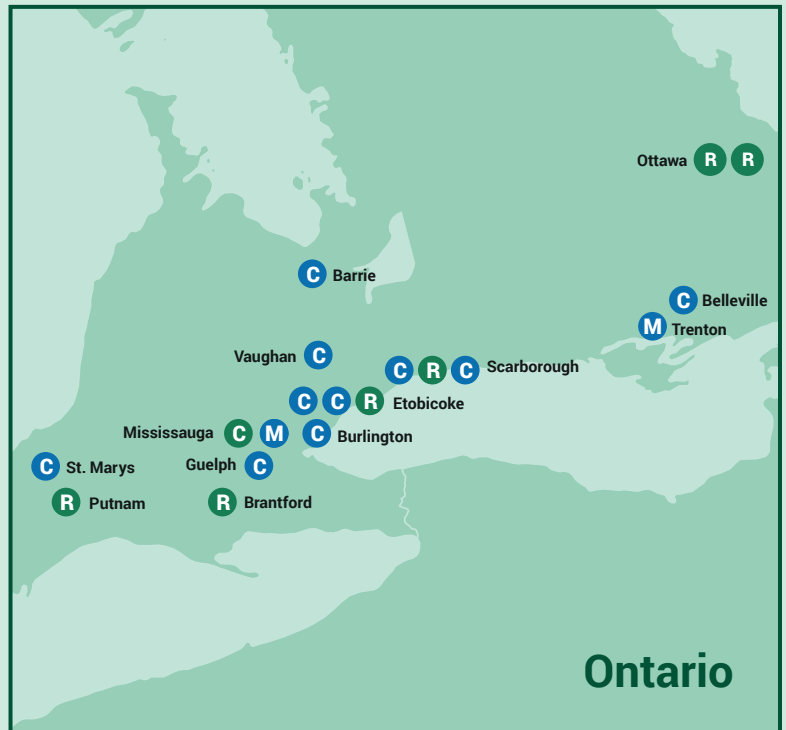 Ottawa R R
C Barrie
C Belleville
M Trenton
Vaughan C
C R C Scarborough
C C R Etobicoke
Mississauga C M
C Burlington
C St. Marys
Guelph C
R Putnam
R Brantford
Ontario